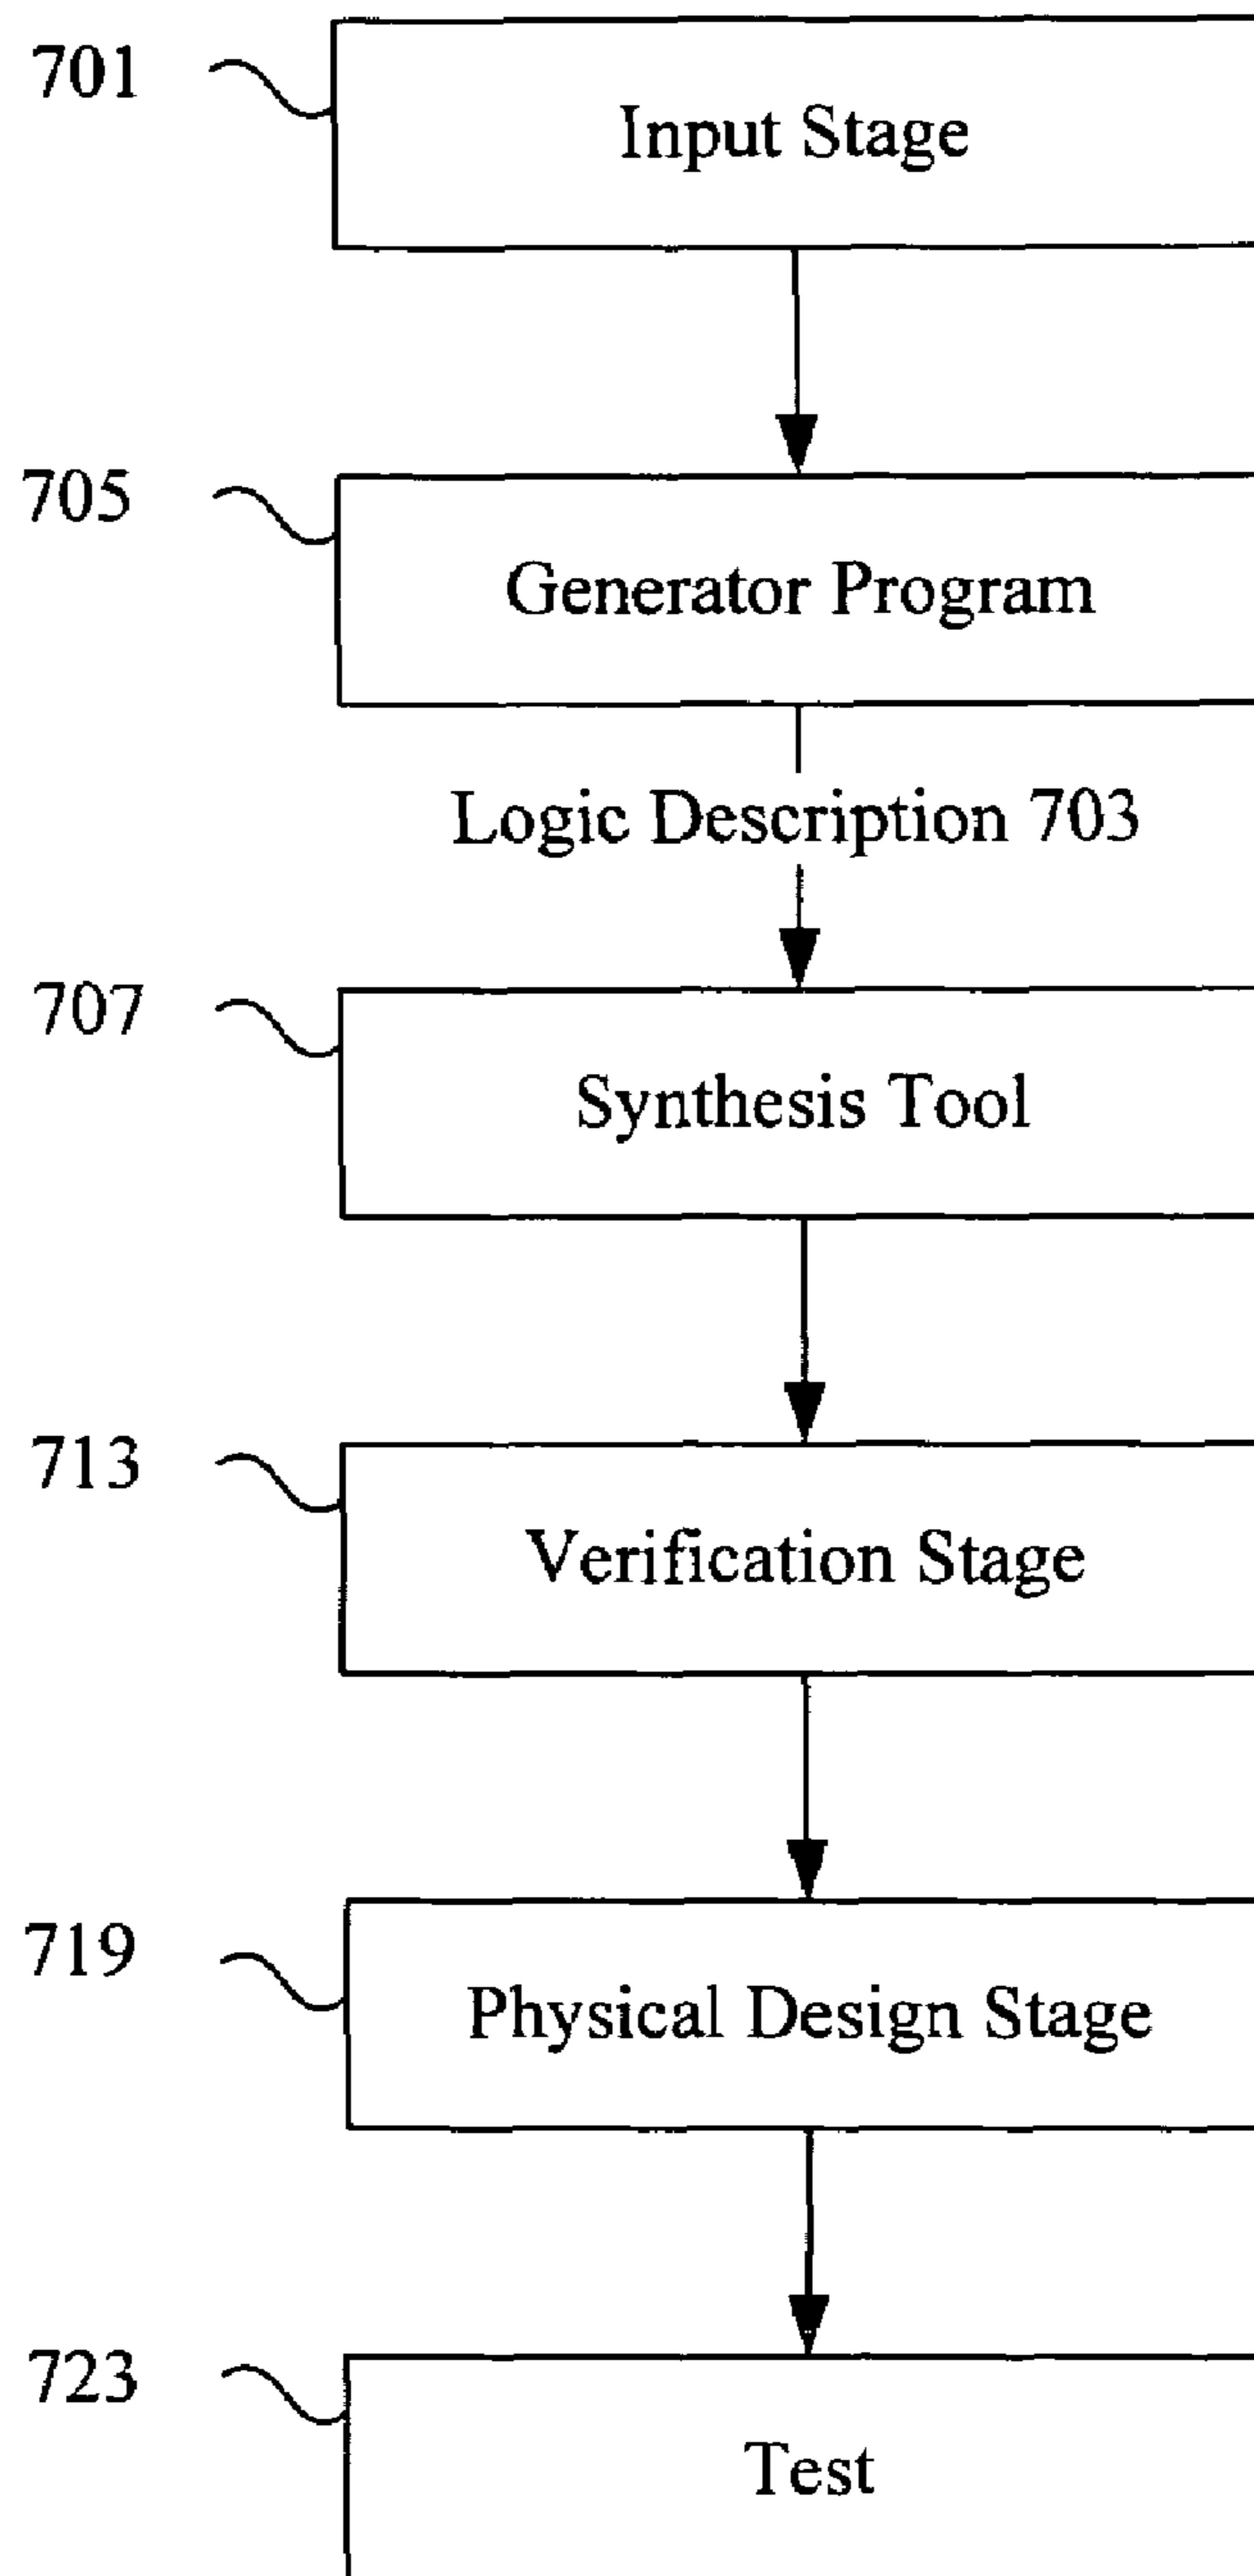 701
Input Stage
705
Generator Program
Logic Description 703
707
Synthesis Tool
713
Verification Stage
719
Physical Design Stage
723
Test